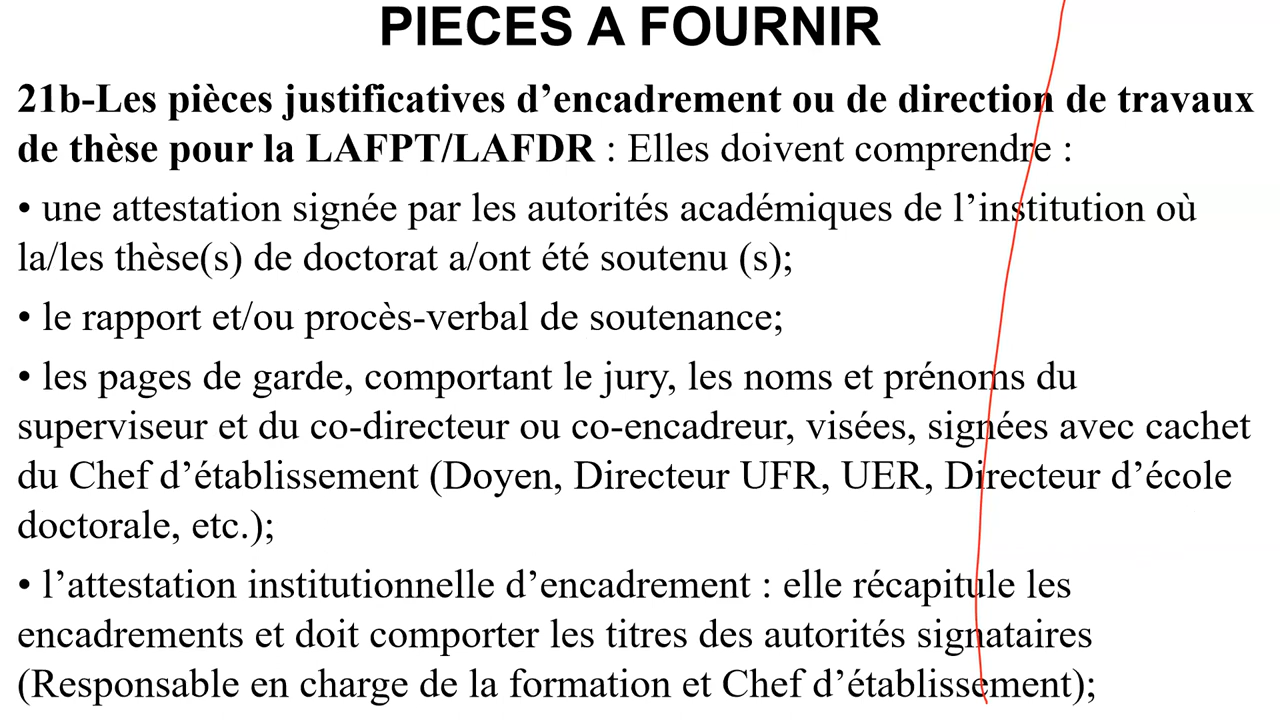 PIECES A FOURNIR
21b-Les pièces justificatives d’encadrement ou de direction de travaux
de thèse pour la LAFPT/LAFDR : Elles doivent comprendre :
• une attestation signée par les autorités académiques de l’institution où
la/les thèse(s) de doctorat a/ont été soutenu (s);
• le rapport et/ou procès-verbal de soutenance;
• les pages de garde, comportant le jury, les noms et prénoms du
superviseur et du co-directeur ou co-encadreur, visées, signées avec cachet
du Chef d’établissement (Doyen, Directeur UFR, UER, Directeur d’école
doctorale, etc.);
• l’attestation institutionnelle d’encadrement : elle récapitule les
encadrements et doit comporter les titres des autorités signataires
(Responsable en charge de la formation et Chef d’établissement);